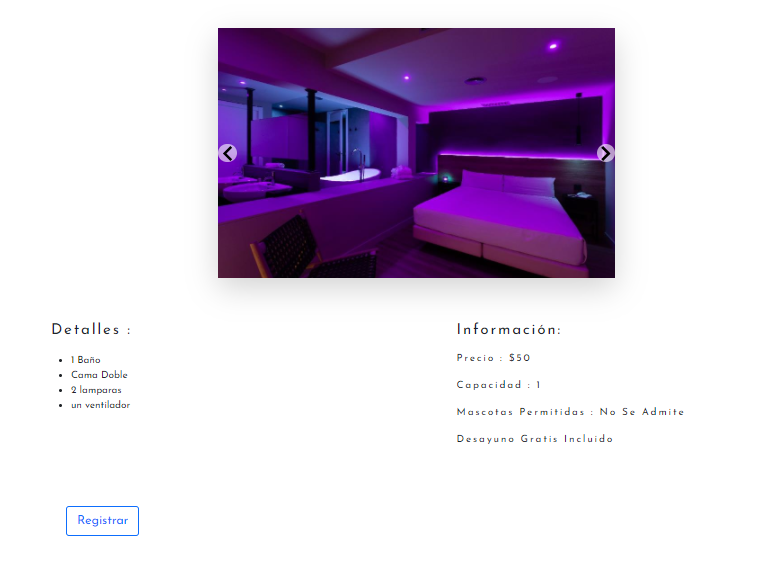 Detalles :
1 Baño
Cama Doble
2 lamparas
un ventilador
Información:
Precio : $50
Capacidad : 1
Mascotas Permitidas : No Se Admite
Desayuno Gratis Incluido
Registrar